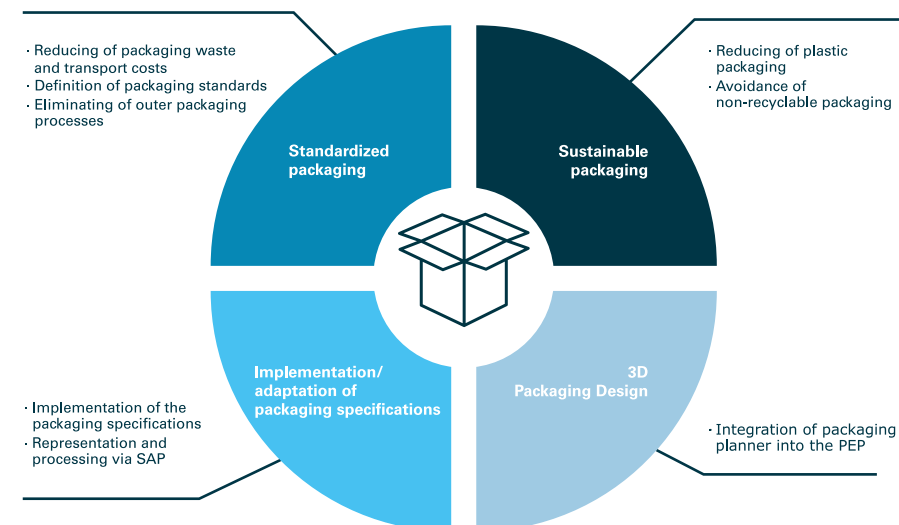 · Reducing of packaging waste
and transport costs
· Definition of packaging standards
· Eliminating of outer packaging
processes
Standardized
packaging
Sustainable
packaging
· Reducing of plastic
packaging
· Avoidance of
non-recyclable packaging
Implementation/
adaptation of
packaging specifications
3D
Packaging Design
· Implementation of the
packaging specifications
· Representation and
processing via SAP
· Integration of packaging
planner into the PEP